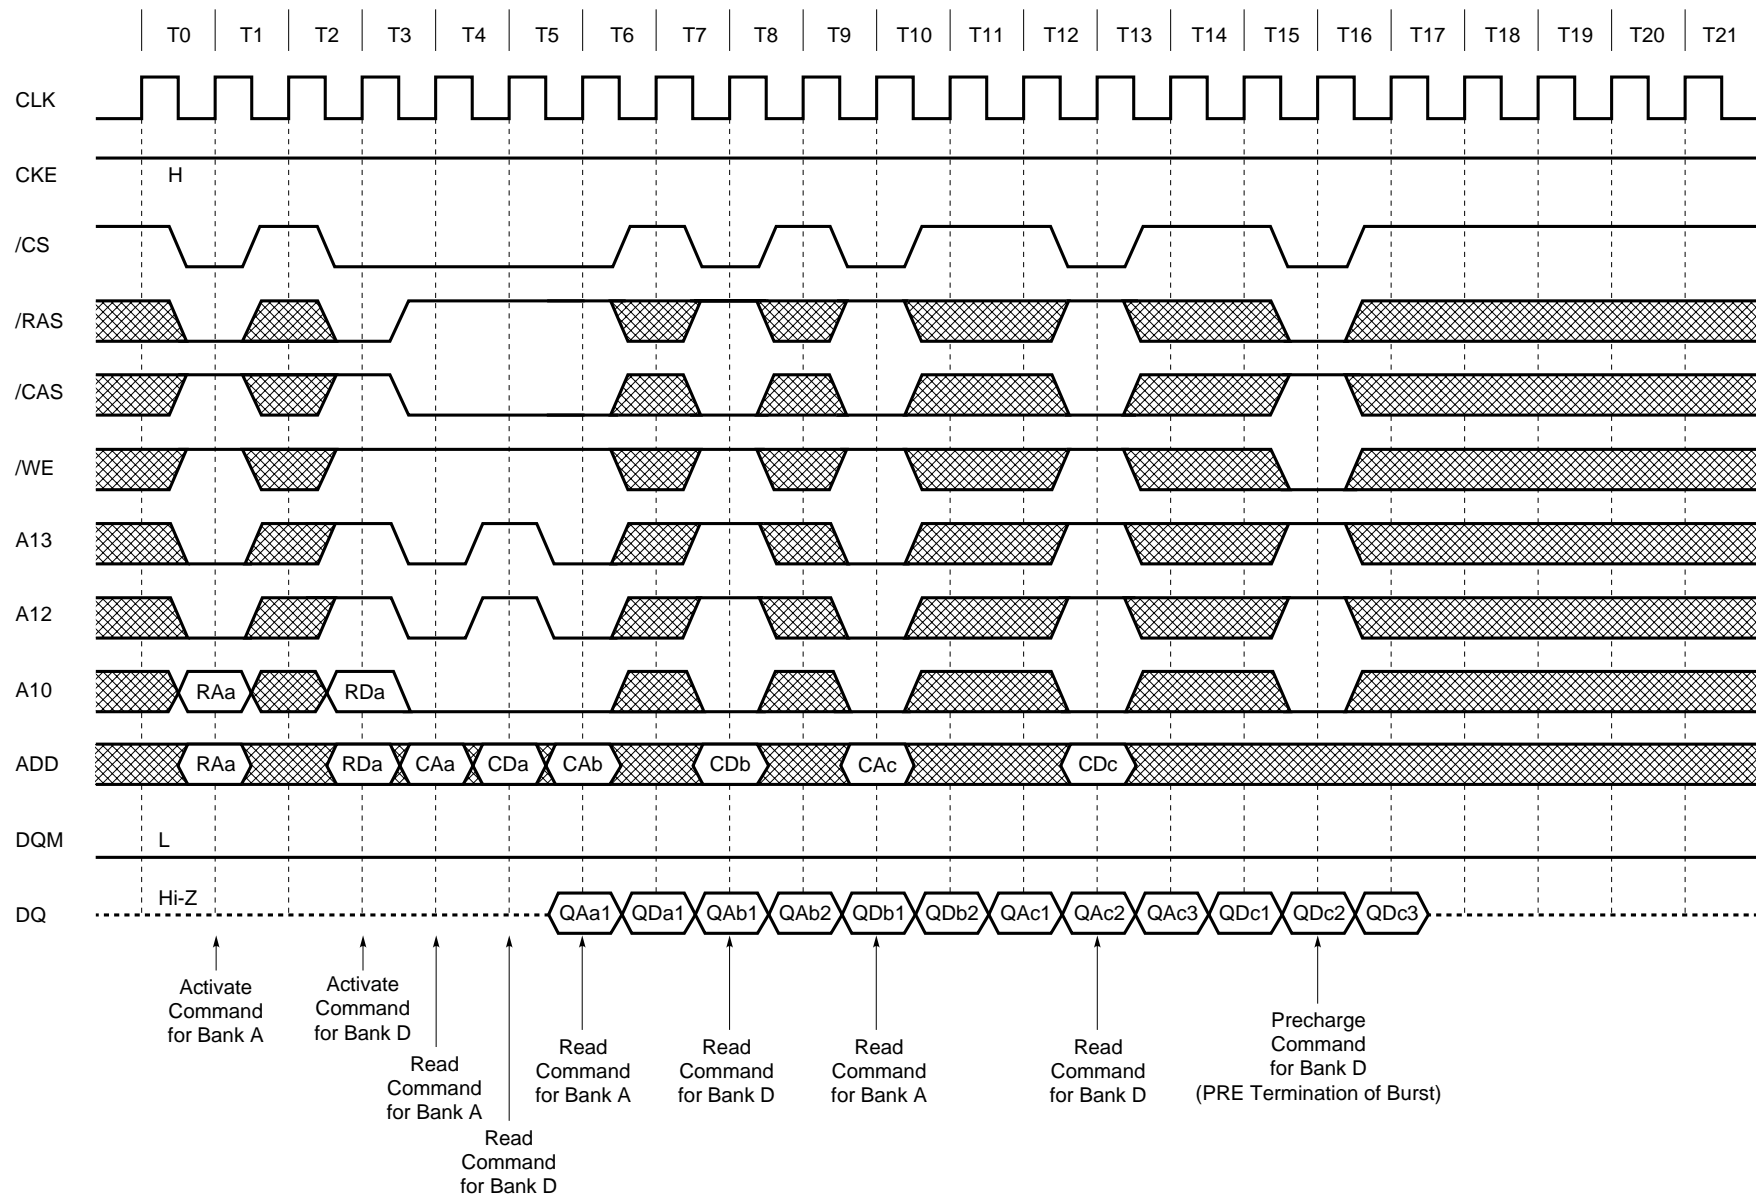 T0 T1 T2 T3 T4 T5 T6 T7 T8 T9 T10 T11 T12 T13 T14 T15 T16 T17 T18 T19 T20 T21
CLK
CKE H
/CS
/RAS
/CAS
/WE
A13
A12
A10 RAa RDa
ADD RAa RDa CAa CDa CAb CDb CAc CDc
DQM L
DQ Hi-Z QAa1 QDa1 QAb1 QAb2 QDb1 QDb2 QAc1 QAc2 QAc3 QDc1 QDc2 QDc3
Activate
Command
for Bank A
Activate
Command
for Bank D
Read
Command
for Bank A
Read
Command
for Bank D
Read
Command
for Bank A
Read
Command
for Bank D
Read
Command
for Bank A
Read
Command
for Bank D
Precharge
Command
for Bank D
(PRE Termination of Burst)